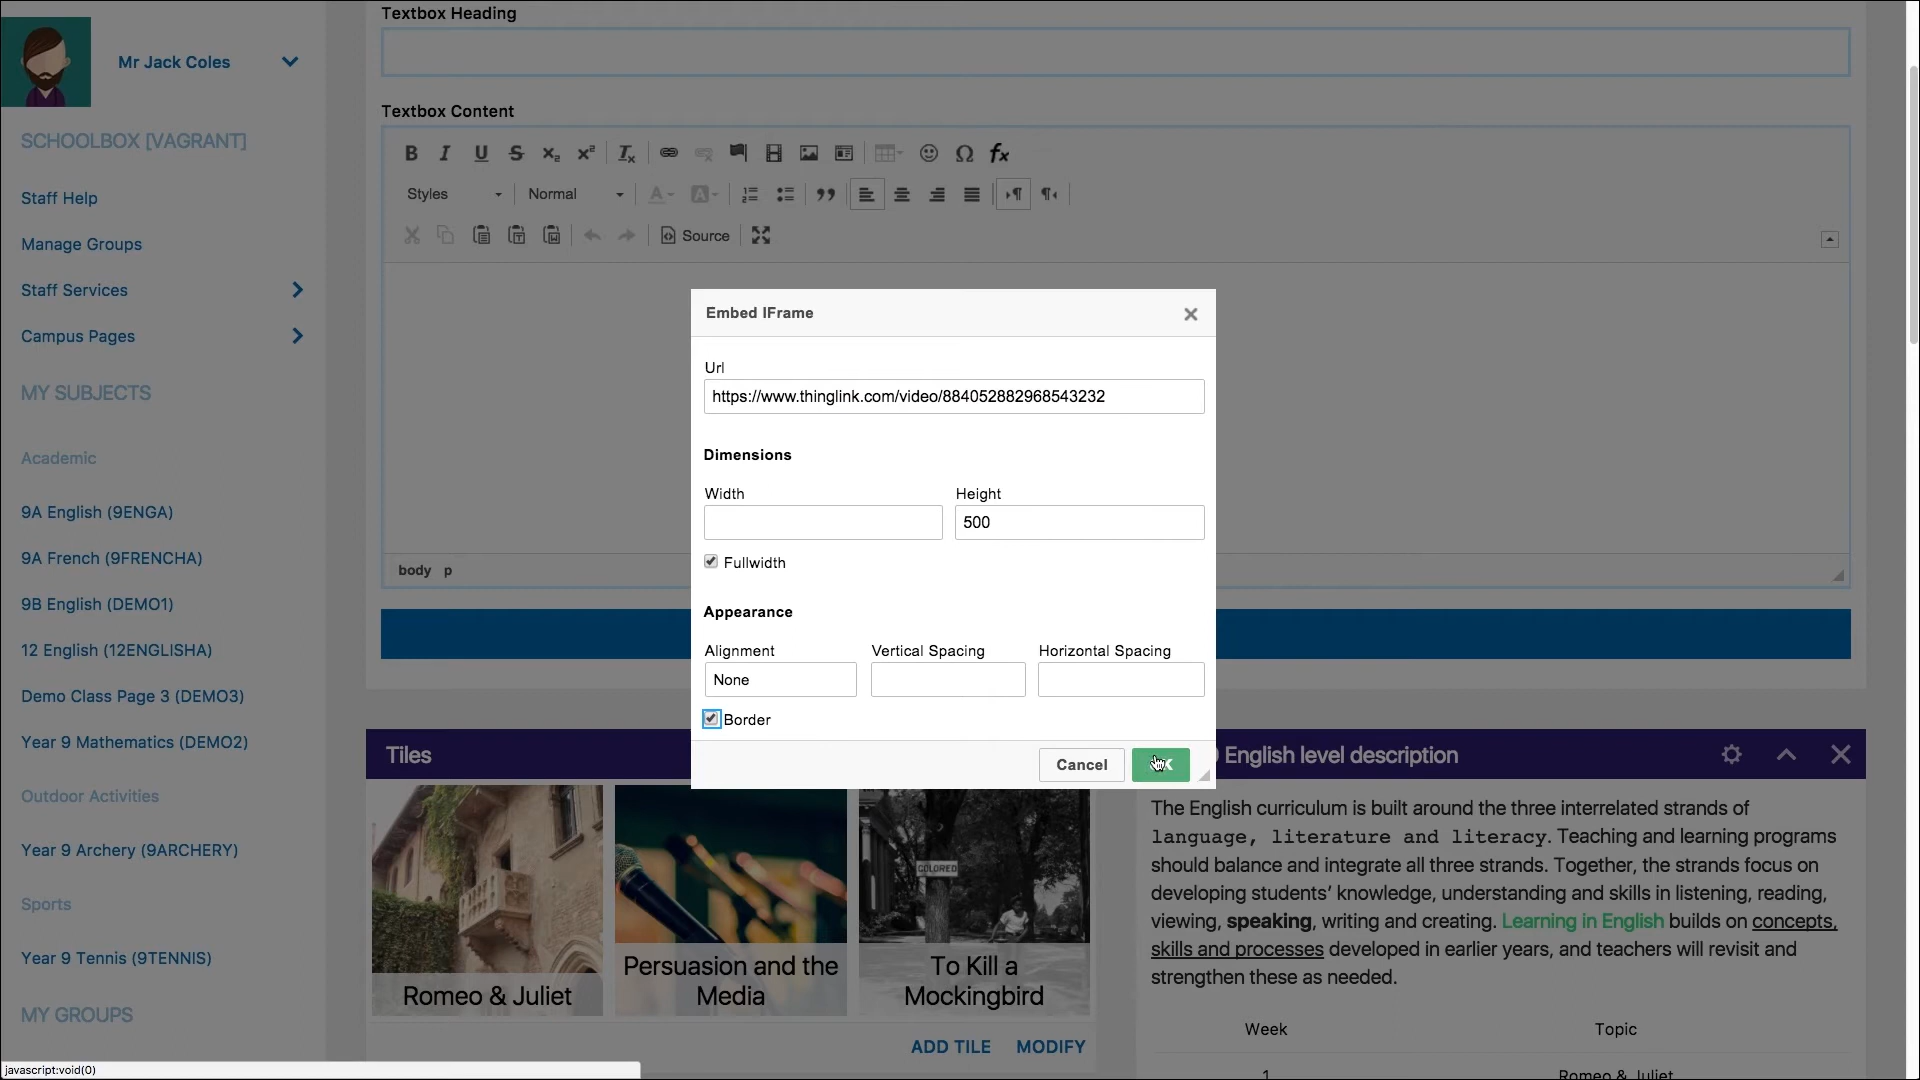 Textbox Heading
Mr Jack Coles
Textbox Content
SCHOOLBOX [VAGRANT]
Styles
Normal
Source
Staff Help
Manage Groups
Staff Services
Campus Pages
MY SUBJECTS
Academic
9A English (9ENGA)
9A French (9FRENCHA)
9B English (DEMO1)
12 English (12ENGLISHA)
Demo Class Page 3 (DEMO3)
Year 9 Mathematics (DEMO2)
Outdoor Activities
Year 9 Archery (9ARCHERY)
Sports
Year 9 Tennis (9TENNIS)
MY GROUPS
body p
Embed IFrame
Url
https://www.thinglink.com/video/884052882968543232
Dimensions
Width
Height
500
Fullwidth
Appearance
Alignment
Vertical Spacing
Horizontal Spacing
None
Border
Cancel
Tiles
COLORED
Romeo & Juliet
Persuasion and the
Media
To Kill a
Mockingbird
ADD TILE
MODIFY
English level description
The English curriculum is built around the three interrelated strands of
language, literature and literacy. Teaching and learning programs
should balance and integrate all three strands. Together, the strands focus on
developing students’ knowledge, understanding and skills in listening, reading,
viewing, speaking, writing and creating. Learning in English builds on concepts,
skills and processes developed in earlier years, and teachers will revisit and
strengthen these as needed.
Week
Topic
1
Romeo & Juliet
javascript:void(0)